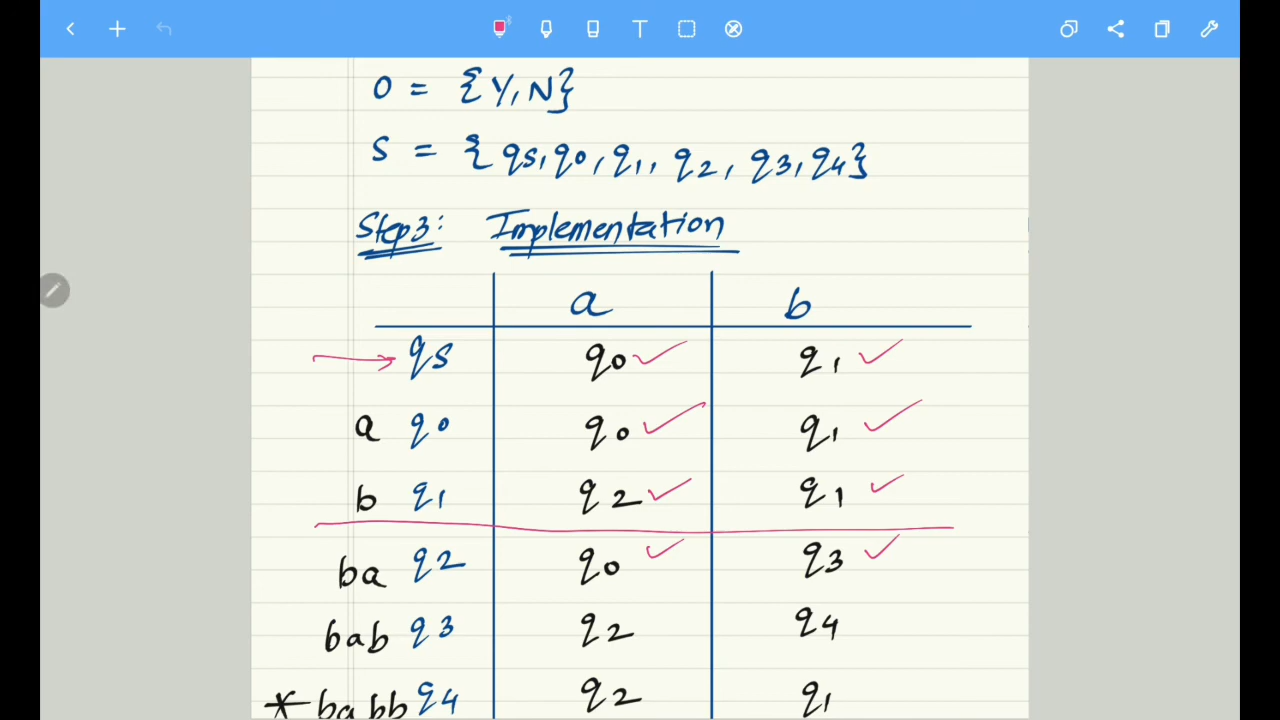 O = {Y, N}
S = {qs, q0, q1, q2, q3, q4}
Step3: Implementation
a b
qs q0 q1
a q0 q0 q1
b q1 q2 q1
ba q2 q0 q3
bab q3 q2 q4
* babb q4 q2 q1